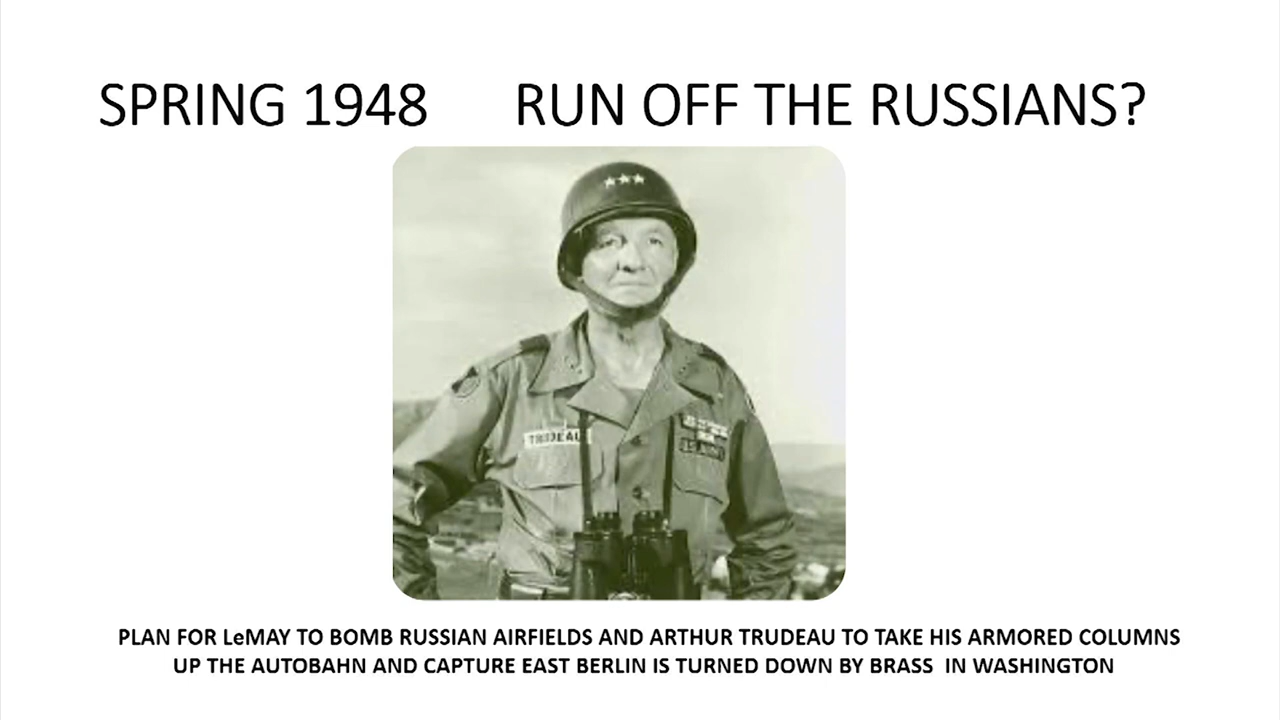 SPRING 1948 RUN OFF THE RUSSIANS?
TRUDEAU
U.S. ARMY
PLAN FOR LeMAY TO BOMB RUSSIAN AIRFIELDS AND ARTHUR TRUDEAU TO TAKE HIS ARMORED COLUMNS
UP THE AUTOBAHN AND CAPTURE EAST BERLIN IS TURNED DOWN BY BRASS IN WASHINGTON